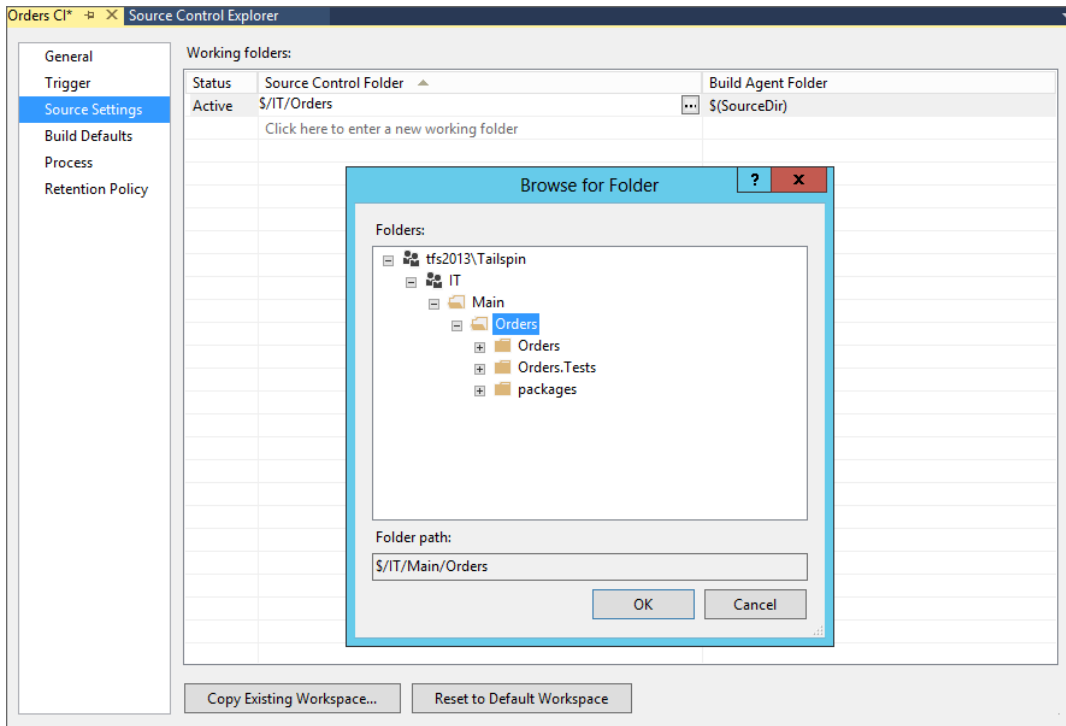 Orders CI* Source Control Explorer
General
Trigger
Source Settings
Build Defaults
Process
Retention Policy
Working folders:
Status Source Control Folder Build Agent Folder
Active $/IT/Orders ... $(SourceDir)
Click here to enter a new working folder
Browse for Folder ? x
Folders:
tfs2013\Tailspin
IT
Main
Orders
Orders
Orders.Tests
packages
Folder path:
$/IT/Main/Orders
OK Cancel
Copy Existing Workspace... Reset to Default Workspace